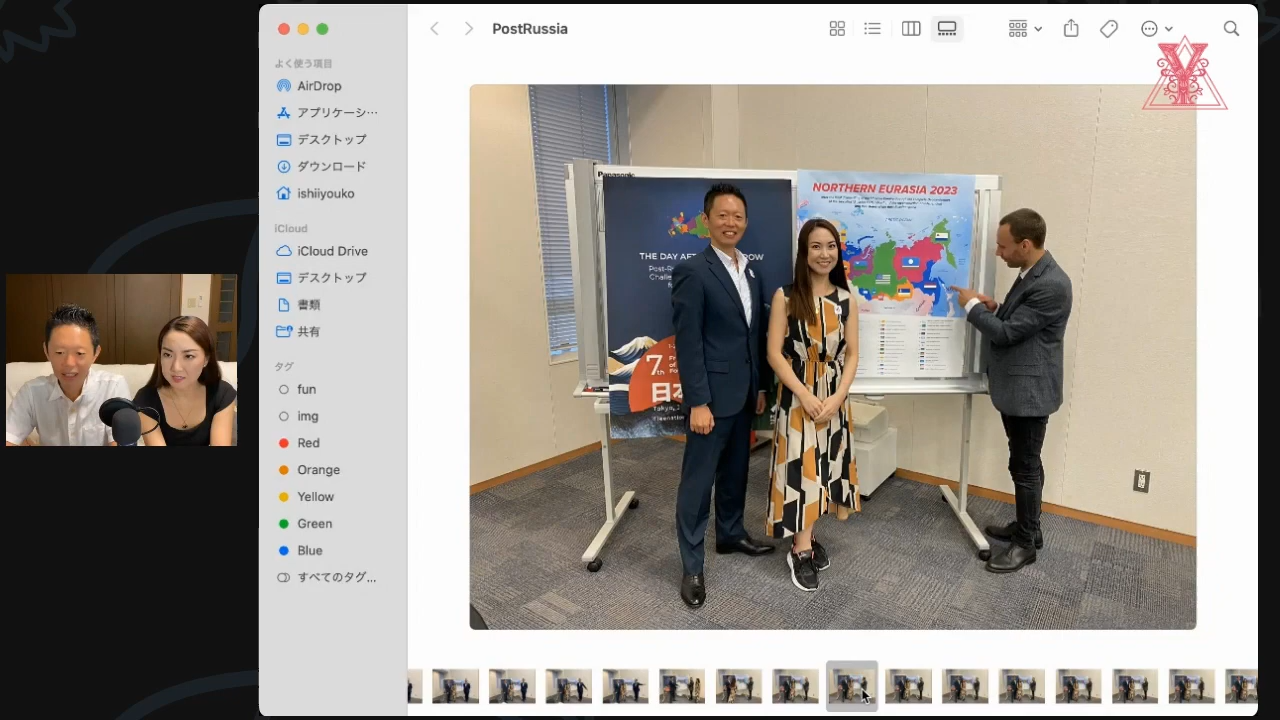 PostRussia
よく使う項目
AirDrop
アプリケーシ…
デスクトップ
ダウンロード
ishiiyouko
iCloud
iCloud Drive
デスクトップ
書類
共有
タグ
fun
img
Red
Orange
Yellow
Green
Blue
すべてのタグ…
Panasonic
THE DAY AFT
ROW
NORTHERN EURASIA 2023
7th
日本
Tokyo,